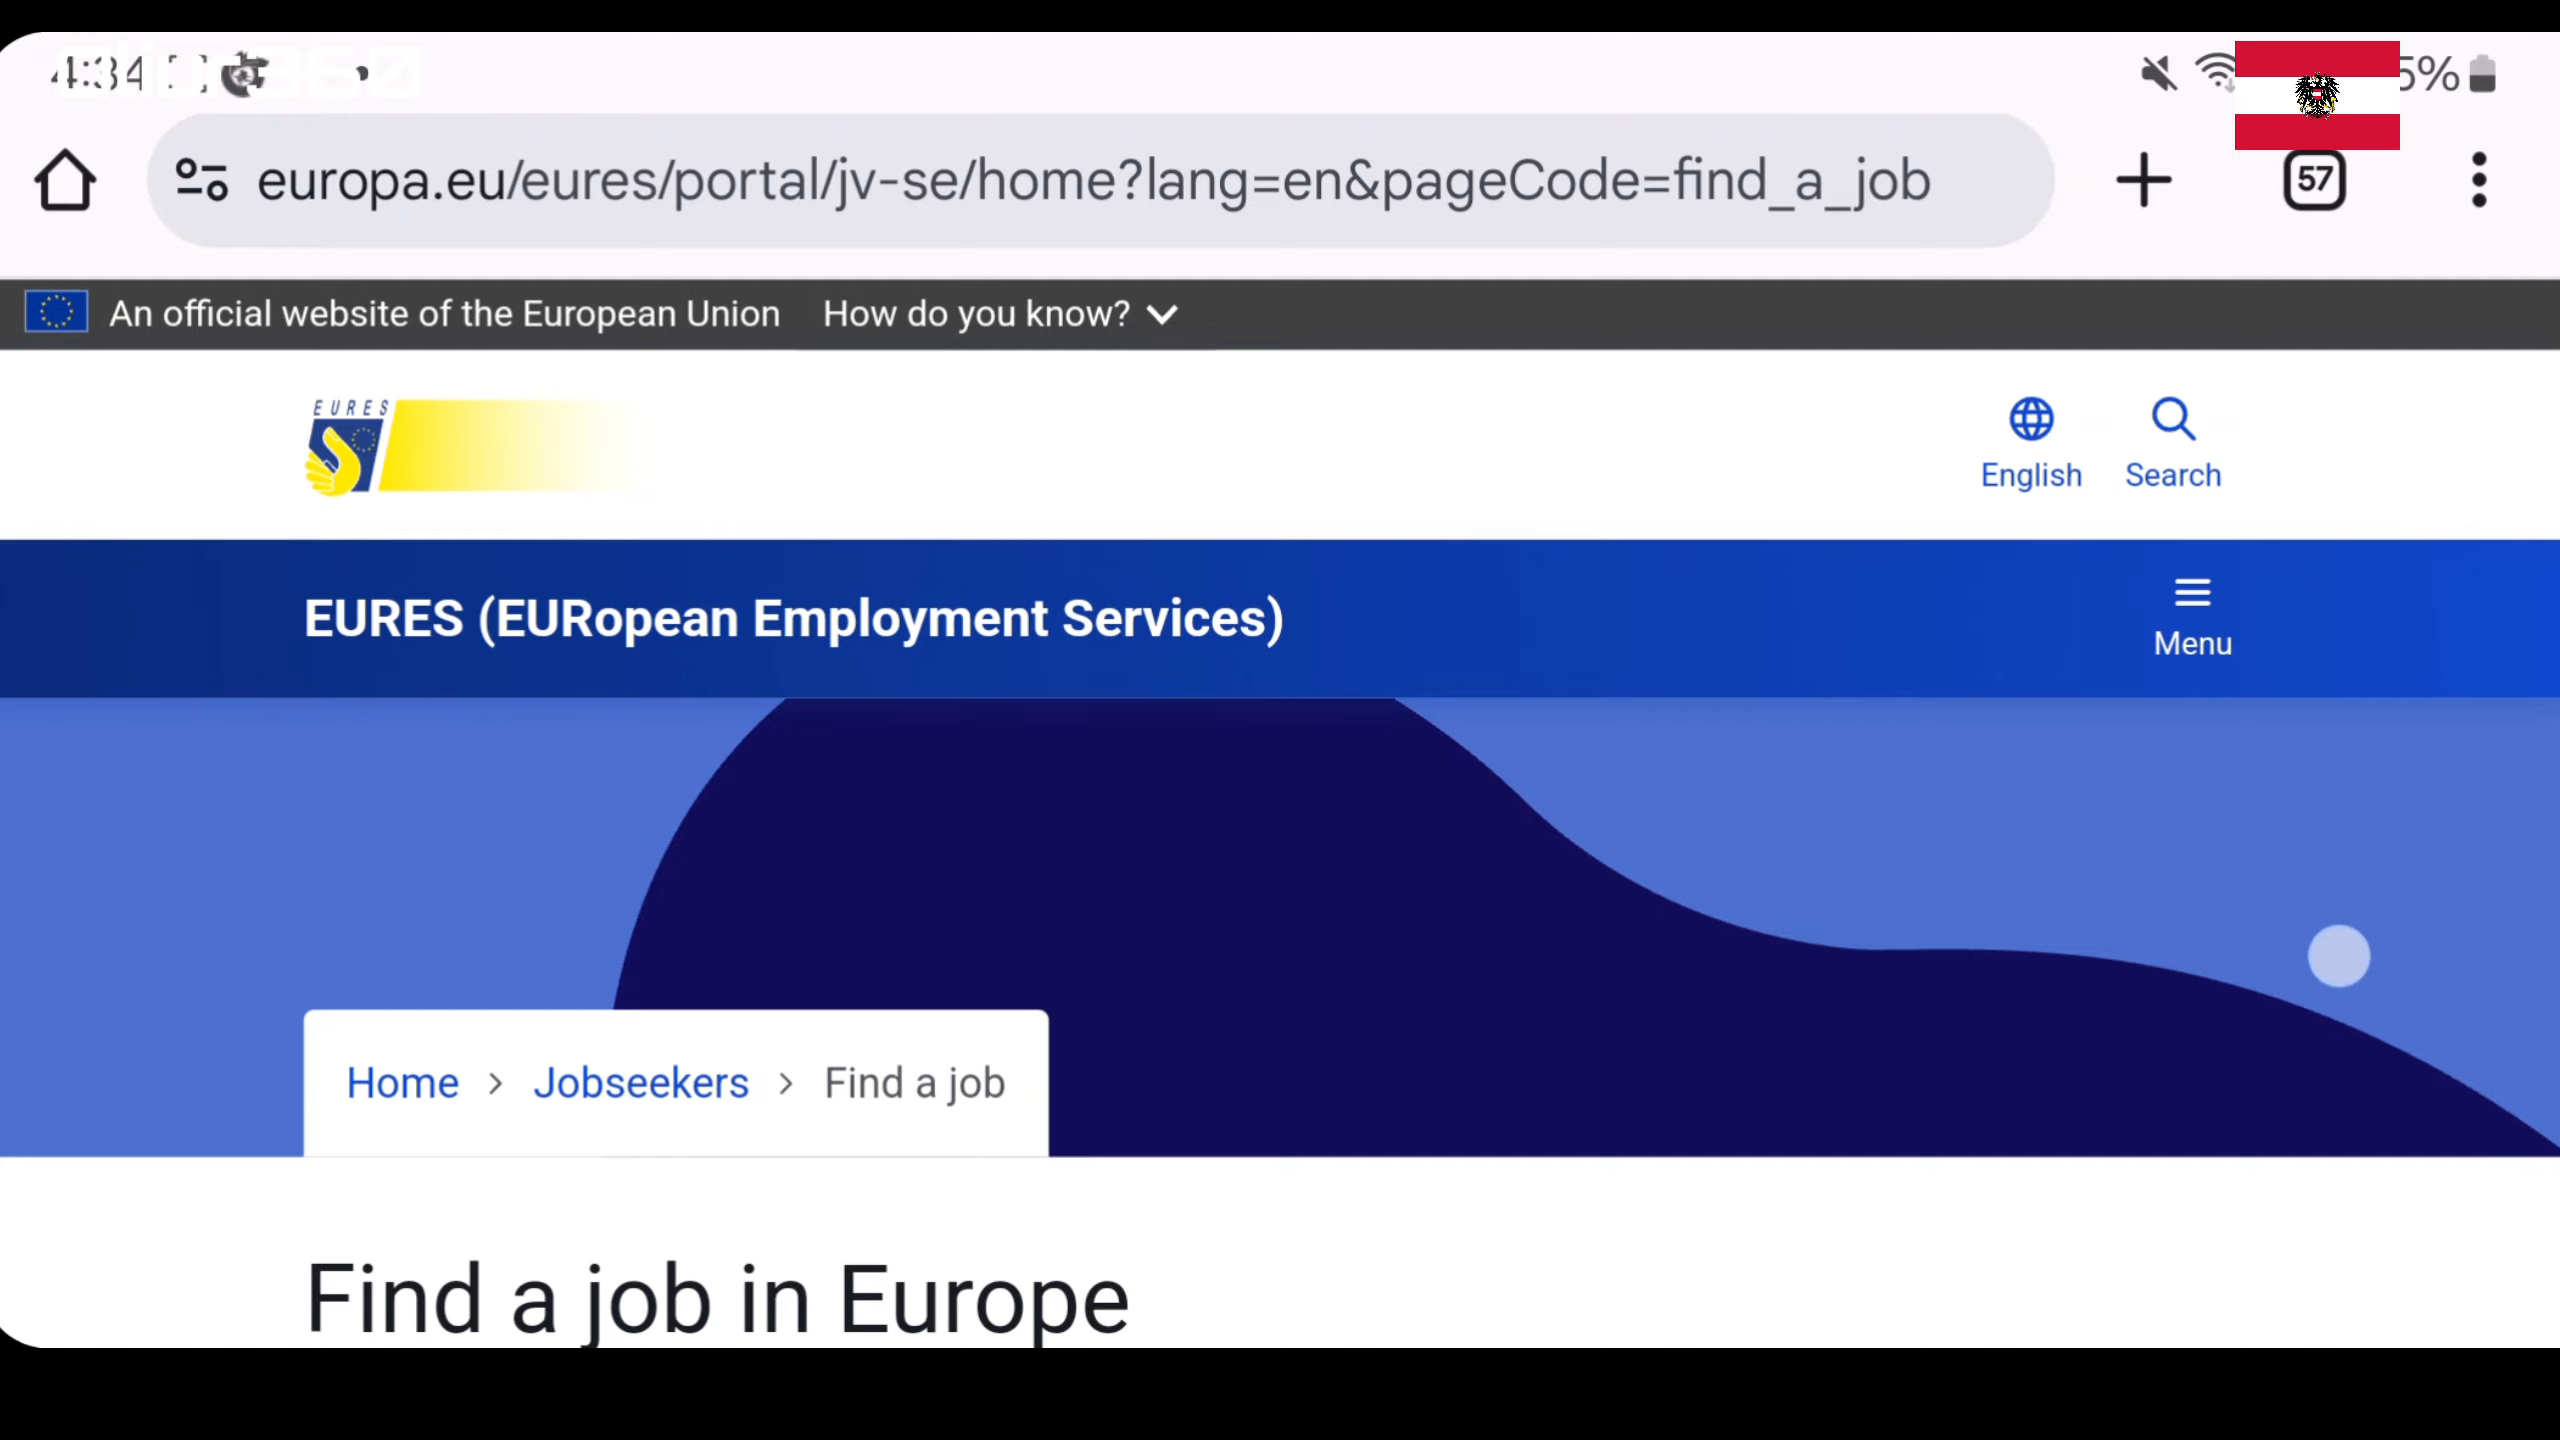 4:34
europa.eu/eures/portal/jv-se/home?lang=en&pageCode=find_a_job
57
An official website of the European Union
How do you know?
EURES
English
Search
EURES (EURopean Employment Services)
Menu
Home > Jobseekers > Find a job
Find a job in Europe